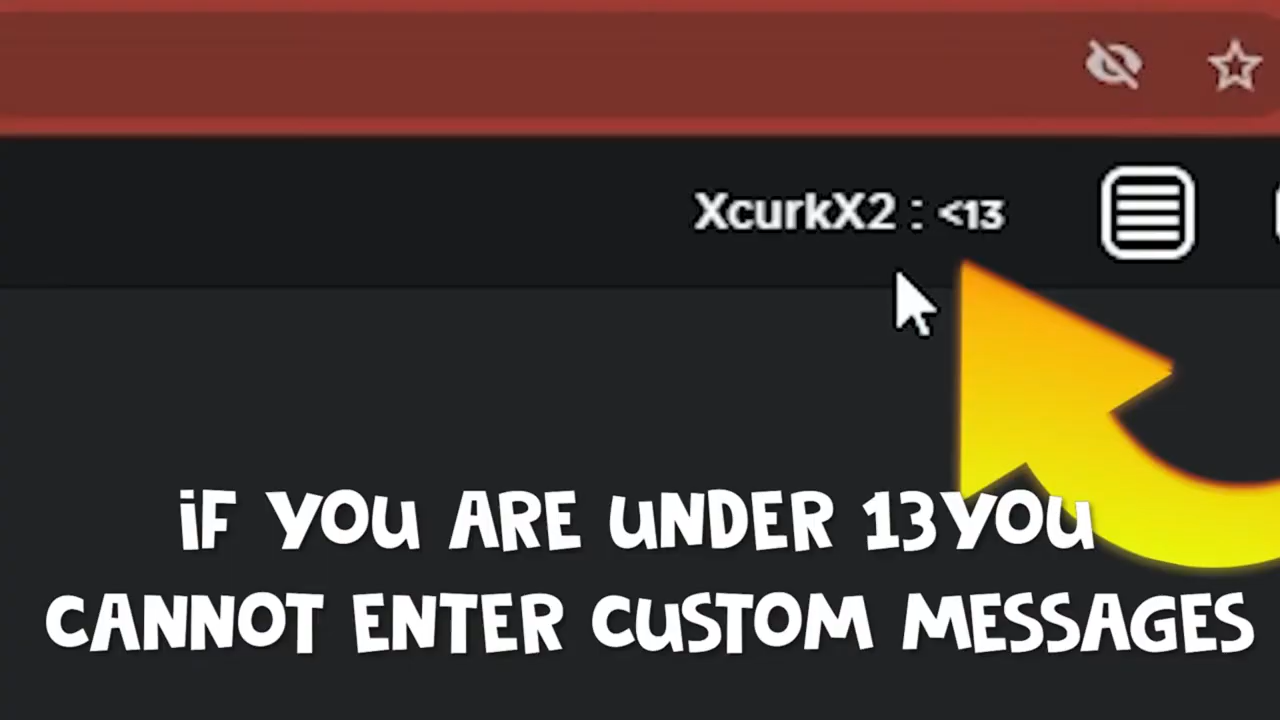 XcurkX2 : <13
iF YOU ARE UNDER 13YOU
CANNOT ENTER CUSTOM MESSAGES